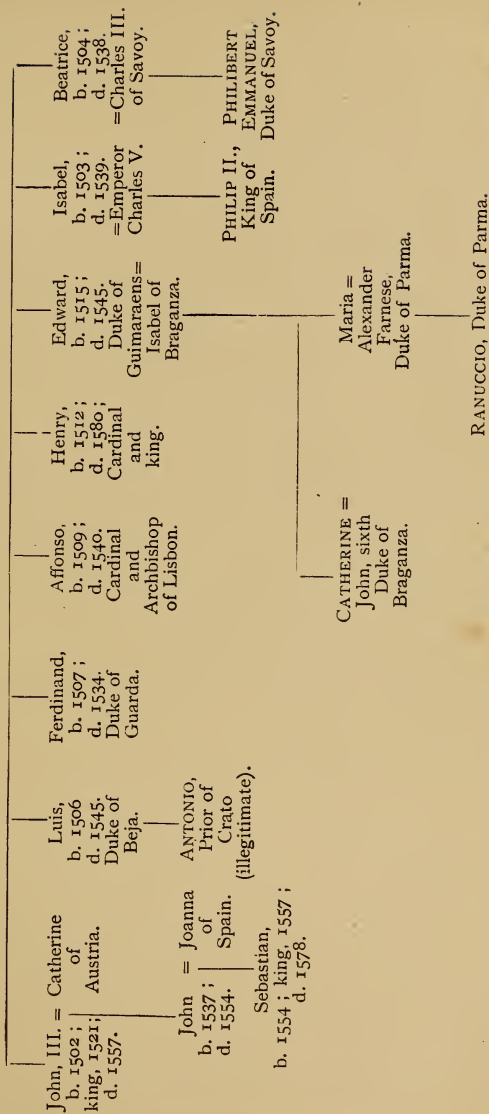 John, III. = Catherine
b. 1502 ; of
king, 1521; Austria.
d. 1557.
John = Joanna
b. 1537 ; of
d. 1554. Spain.
Sebastian,
b. 1554 ; king, 1557 ;
d. 1578.
Luis,
b. 1506
d. 1545.
Duke of
Beja.
ANTONIO,
Prior of
Crato
(illegitimate).
Ferdinand,
b. 1507 ;
d. 1534.
Duke of
Guarda.
Affonso,
b. 1509 ;
d. 1540.
Cardinal
and
Archbishop
of Lisbon.
Henry,
b. 1512 ;
d. 1580 ;
Cardinal
and
king.
Edward,
b. 1515 ;
d. 1545.
Duke of
Guimaraens=
Isabel of
Braganza.
CATHERINE =
John, sixth
Duke of
Braganza.
Maria =
Alexander
Farnese,
Duke of Parma.
RANUCCIO, Duke of Parma.
Isabel,
b. 1503 ;
d. 1539.
=Emperor
Charles V.
PHILIP II.,
King of
Spain.
Beatrice,
b. 1504 ;
d. 1538.
=Charles III.
of Savoy.
PHILIBERT
EMMANUEL,
Duke of Savoy.